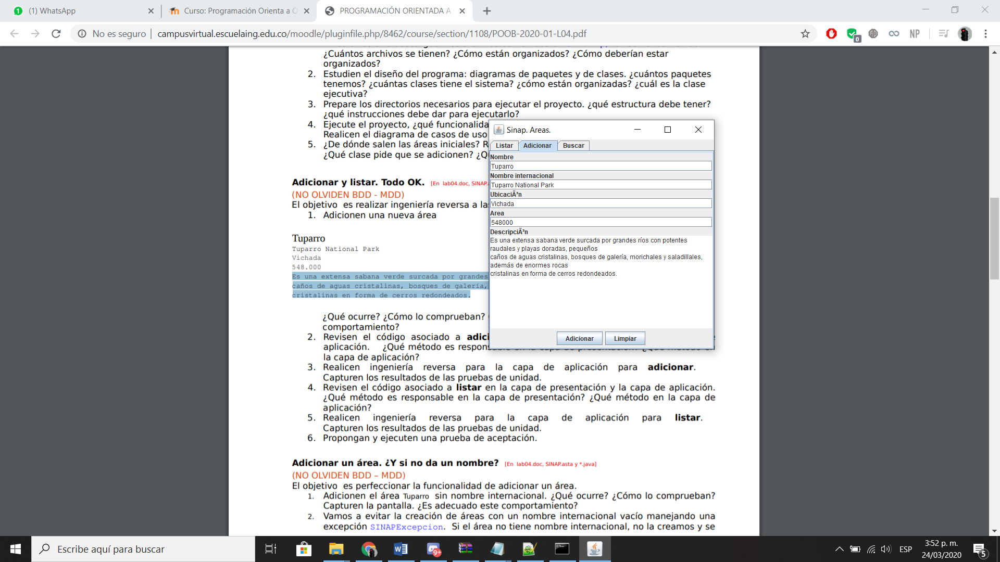 (1) WhatsApp
Curso: Programación Orienta a O
PROGRAMACIÓN ORIENTADA A
No es seguro | campusvirtual.escuelaing.edu.co/moodle/pluginfile.php/8462/course/section/1108/POOB-2020-01-L04.pdf
0
NP
¿Cuántos archivos se tienen? ¿Cómo están organizados? ¿Cómo deberían estar
organizados?
2. Estudien el diseño del programa: diagramas de paquetes y de clases. ¿cuántos paquetes
tenemos? ¿cuántas clases tiene el sistema? ¿cómo están organizadas? ¿cuál es la clase
ejecutiva?
3. Prepare los directorios necesarios para ejecutar el proyecto. ¿qué estructura debe tener?
¿qué instrucciones debe dar para ejecutarlo?
4. Ejecute el proyecto, ¿qué funcionalida
Realicen el diagrama de casos de uso
5. ¿De dónde salen las áreas iniciales? R
¿Qué clase pide que se adicionen? ¿Q
Adicionar y listar. Todo OK. [En lab04.doc, SINAP.
(NO OLVIDEN BDD - MDD)
El objetivo es realizar ingeniería reversa a la
1. Adicionen una nueva área
Tuparro
Tuparro National Park
Vichada
548.000
Es una extensa sabana verde surcada por grandes
caños de aguas cristalinas, bosques de galería,
cristalinas en forma de cerros redondeados.
¿Qué ocurre? ¿Cómo lo comprueban?
comportamiento?
2. Revisen el código asociado a adici
aplicación. ¿Qué método es respons
la capa de aplicación?
3. Realicen ingeniería reversa para la capa de aplicación para adicionar.
Capturen los resultados de las pruebas de unidad.
4. Revisen el código asociado a listar en la capa de presentación y la capa de aplicación.
¿Qué método es responsable en la capa de presentación? ¿Qué método en la capa de
aplicación?
5. Realicen ingeniería reversa para la capa de aplicación para listar.
Capturen los resultados de las pruebas de unidad.
6. Propongan y ejecuten una prueba de aceptación.
Adicionar un área. ¿Y si no da un nombre? [En lab04.doc, SINAP.asta y *.java]
(NO OLVIDEN BDD – MDD)
El objetivo es perfeccionar la funcionalidad de adicionar un área.
1. Adicionen el área Tuparro sin nombre internacional. ¿Qué ocurre? ¿Cómo lo comprueban?
Capturen la pantalla. ¿Es adecuado este comportamiento?
2. Vamos a evitar la creación de áreas con un nombre internacional vacío manejando una
excepción SINAPExcepcion. Si el área no tiene nombre internacional, no la creamos y se
Sinap. Areas.
Listar
Adicionar
Buscar
Nombre
Tuparro
Nombre internacional
Tuparro National Park
UbicaciÃ³n
Vichada
Area
548000
DescripciÃ³n
Es una extensa sabana verde surcada por grandes ríos con potentes
raudales y playas doradas, pequeños
caños de aguas cristalinas, bosques de galería, morichales y saladillales,
además de enormes rocas
cristalinas en forma de cerros redondeados.
Adicionar
Limpiar
Escribe aquí para buscar
9+
ESP
3:52 p. m.
24/03/2020
5